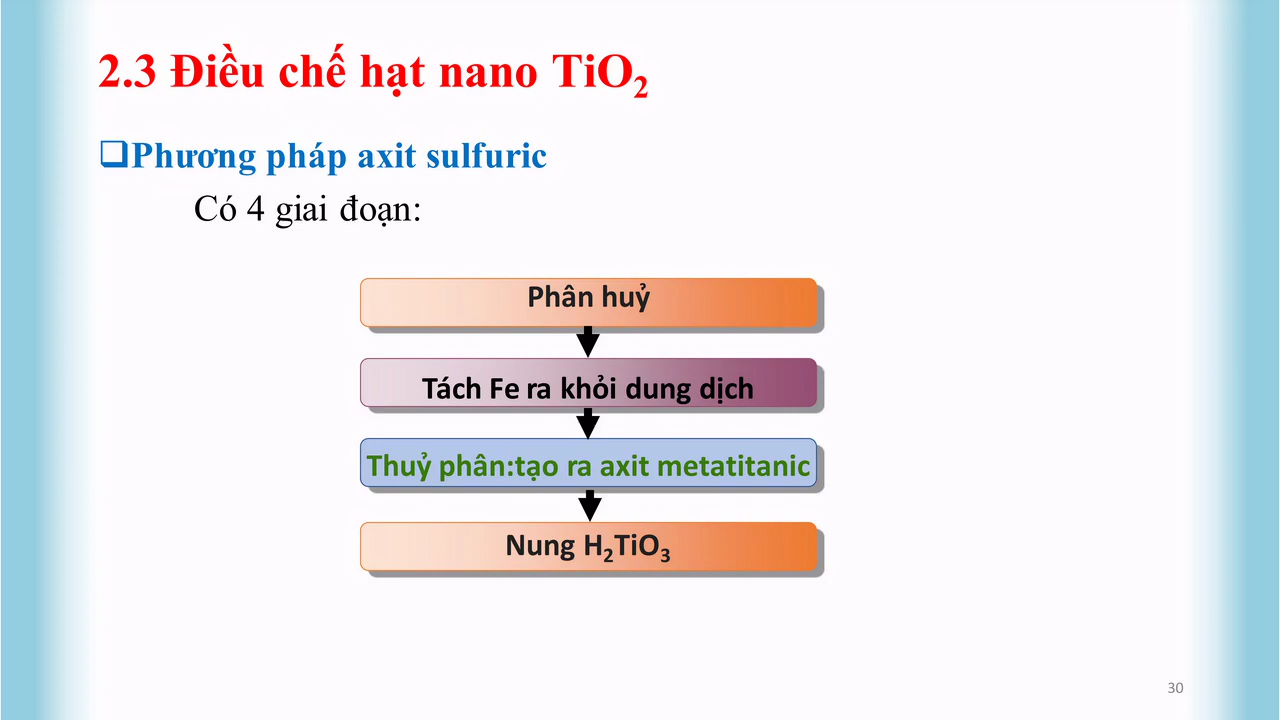 2.3 Điều chế hạt nano TiO₂
❑Phương pháp axit sulfuric
Có 4 giai đoạn:
Phân huỷ
Tách Fe ra khỏi dung dịch
Thuỷ phân:tạo ra axit metatitanic
Nung H₂TiO₃
30